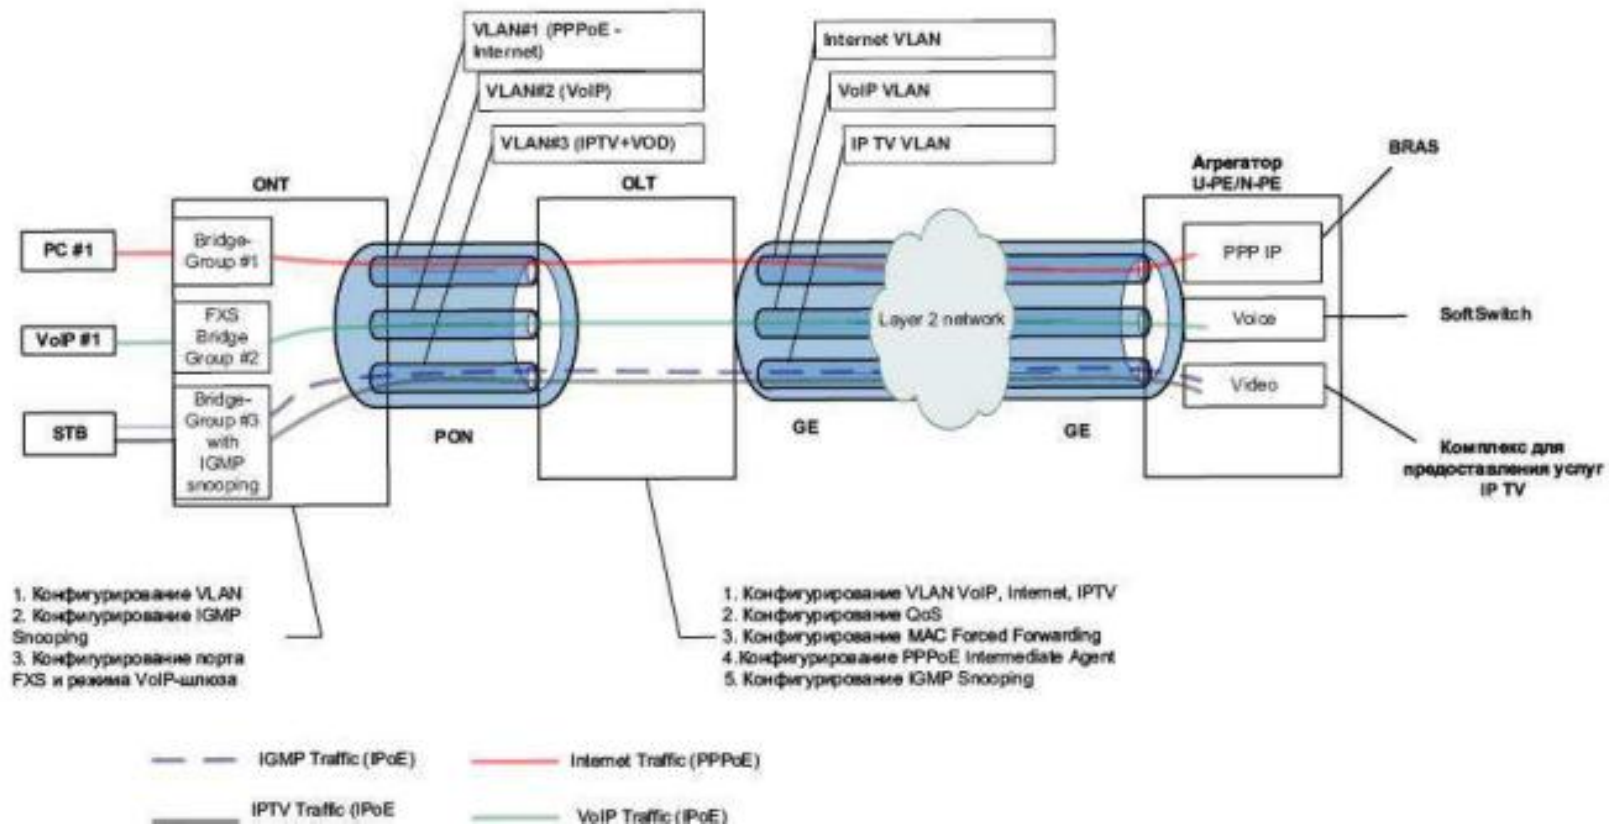 VLAN#1 (PPPoE -
Internet)
VLAN#2 (VoIP)
VLAN#3 (IPTV+VOD)
Internet VLAN
VoIP VLAN
IP TV VLAN
BRAS
ONT
OLT
Агрегатор
U-PE/N-PE
PC #1
Bridge-
Group #1
PPP IP
VoIP #1
FXS
Bridge
Group #2
Layer 2 network
Voice
SoftSwitch
STB
Bridge-
Group #3
with
IGMP
snooping
Video
PON
GE
GE
Комплекс для
предоставления услуг
IP TV
1. Конфигурирование VLAN
2. Конфигурирование IGMP
Snooping
3. Конфигурирование порта
FXS и режима VoIP-шлюза
1. Конфигурирование VLAN VoIP, Internet, IPTV
2. Конфигурирование QoS
3. Конфигурирование MAC Forced Forwarding
4.Конфигурирование PPPoE Intermediate Agent
5. Конфигурирование IGMP Snooping
IGMP Traffic (IPoE)
Internet Traffic (PPPoE)
IPTV Traffic (IPoE
VoIP Traffic (IPoE)